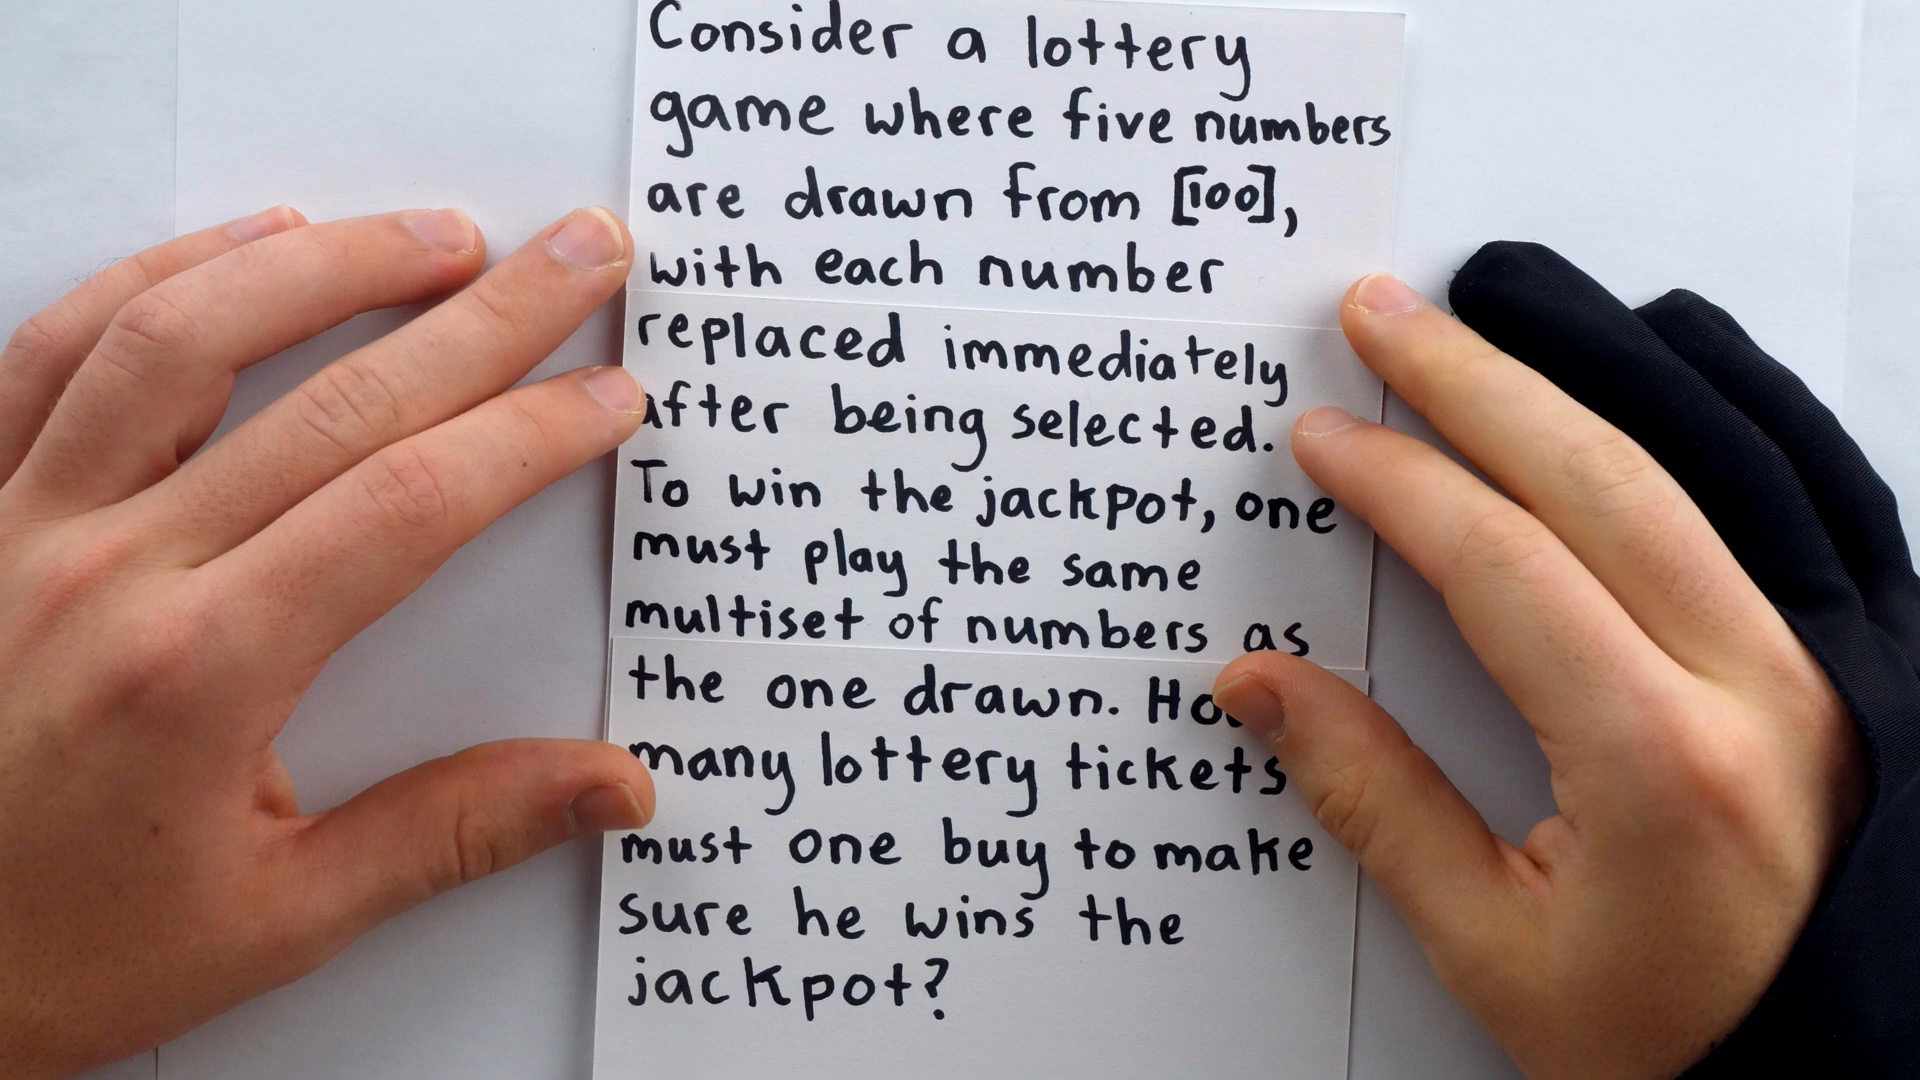 Consider a lottery
game where five numbers
are drawn from [100],
with each number
replaced immediately
after being selected.
To win the jackpot, one
must play the same
multiset of numbers as
the one drawn. How
many lottery tickets
must one buy to make
sure he wins the
jackpot?